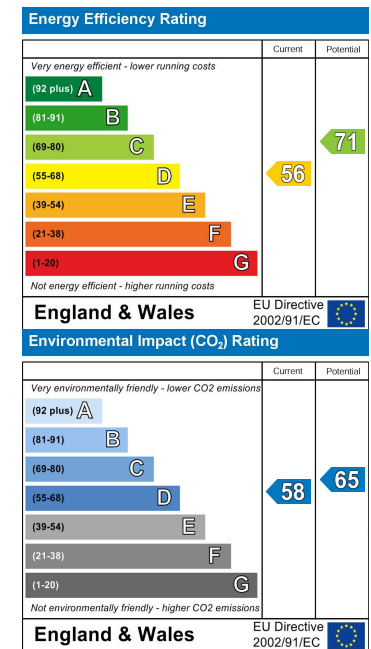 Energy Efficiency Rating
Current Potential
Very energy efficient - lower running costs
(92 plus) A
(81-91) B
(69-80) C
71
(55-68) D
56
(39-54) E
(21-38) F
(1-20) G
Not energy efficient - higher running costs
England & Wales
EU Directive
2002/91/EC
Environmental Impact (CO₂) Rating
Current Potential
Very environmentally friendly - lower CO2 emissions
(92 plus) A
(81-91) B
(69-80) C
65
(55-68) D
58
(39-54) E
(21-38) F
(1-20) G
Not environmentally friendly - higher CO2 emissions
England & Wales
EU Directive
2002/91/EC